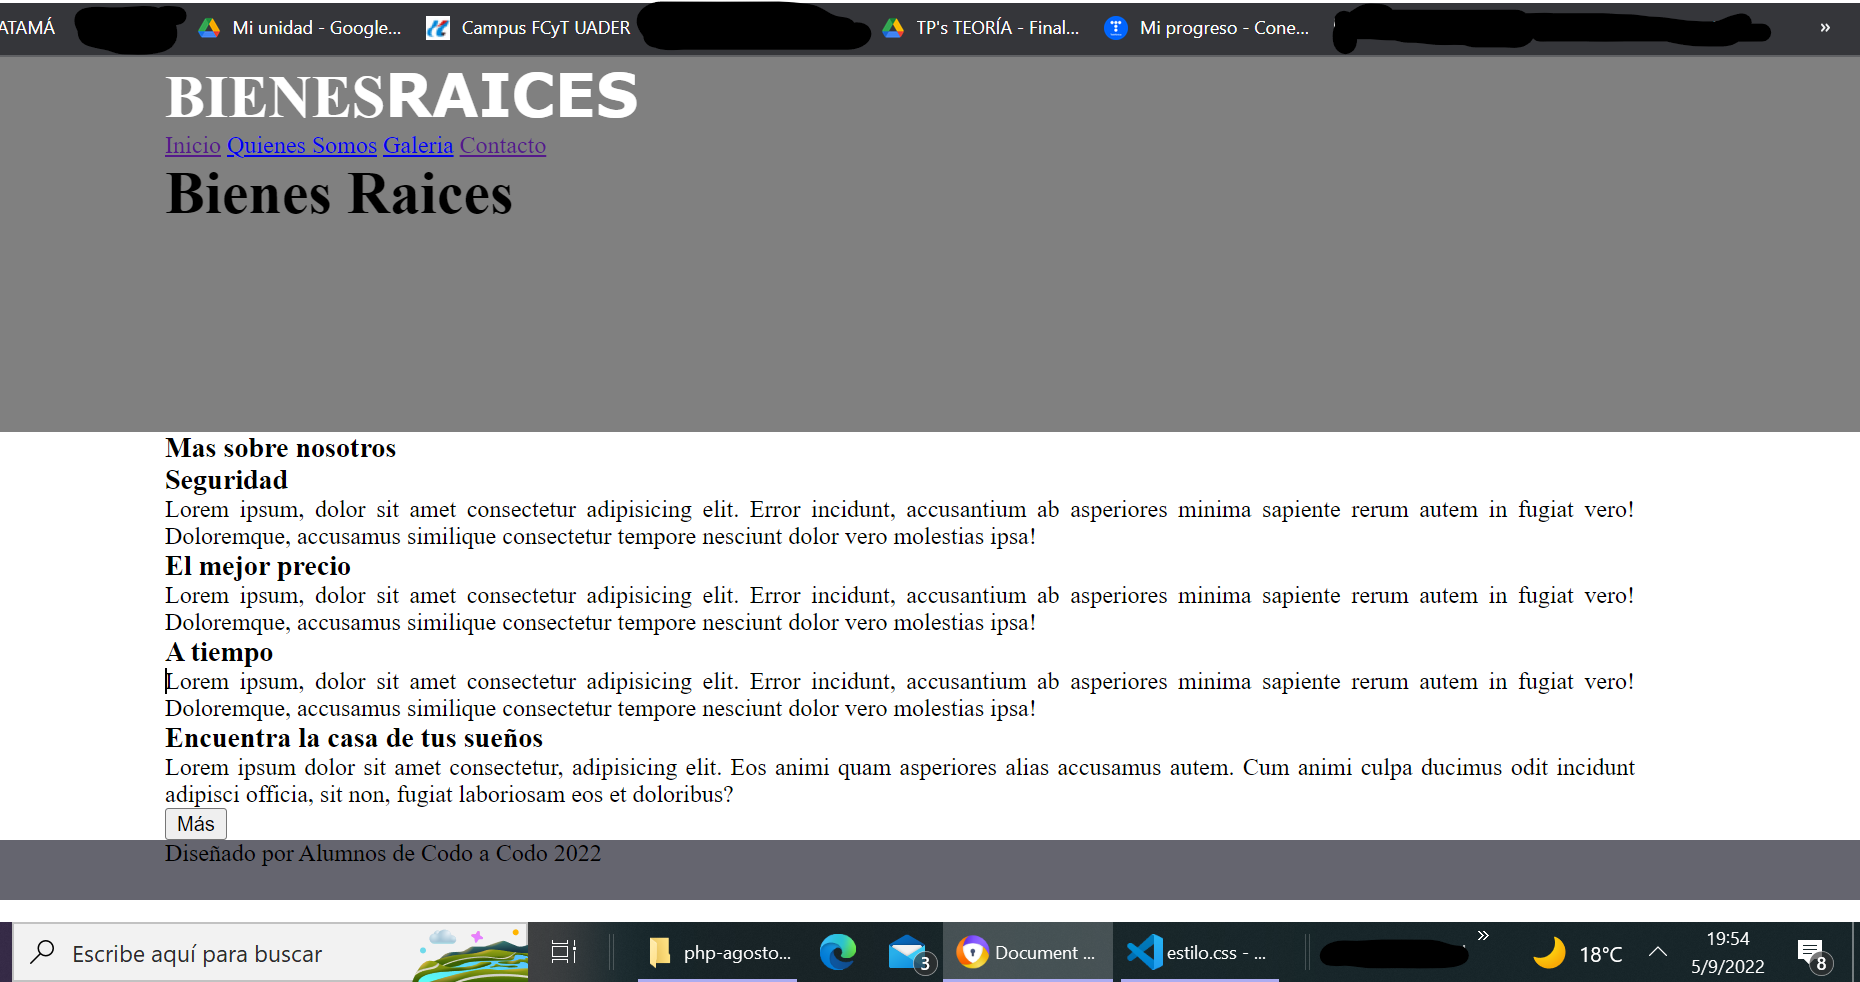 ATAMÁ Mi unidad - Google... Campus FCyT UADER TP's TEORÍA - Final... Mi progreso - Cone... »
BIENESRAICES
Inicio Quienes Somos Galeria Contacto
Bienes Raices
Mas sobre nosotros
Seguridad
Lorem ipsum, dolor sit amet consectetur adipisicing elit. Error incidunt, accusantium ab asperiores minima sapiente rerum autem in fugiat vero!
Doloremque, accusamus similique consectetur tempore nesciunt dolor vero molestias ipsa!
El mejor precio
Lorem ipsum, dolor sit amet consectetur adipisicing elit. Error incidunt, accusantium ab asperiores minima sapiente rerum autem in fugiat vero!
Doloremque, accusamus similique consectetur tempore nesciunt dolor vero molestias ipsa!
A tiempo
Lorem ipsum, dolor sit amet consectetur adipisicing elit. Error incidunt, accusantium ab asperiores minima sapiente rerum autem in fugiat vero!
Doloremque, accusamus similique consectetur tempore nesciunt dolor vero molestias ipsa!
Encuentra la casa de tus sueños
Lorem ipsum dolor sit amet consectetur, adipisicing elit. Eos animi quam asperiores alias accusamus autem. Cum animi culpa ducimus odit incidunt
adipisci officia, sit non, fugiat laboriosam eos et doloribus?
Más
Diseñado por Alumnos de Codo a Codo 2022
Escribe aquí para buscar php-agosto... 3 Document ... estilo.css - ... » 18°C 19:54
5/9/2022 8